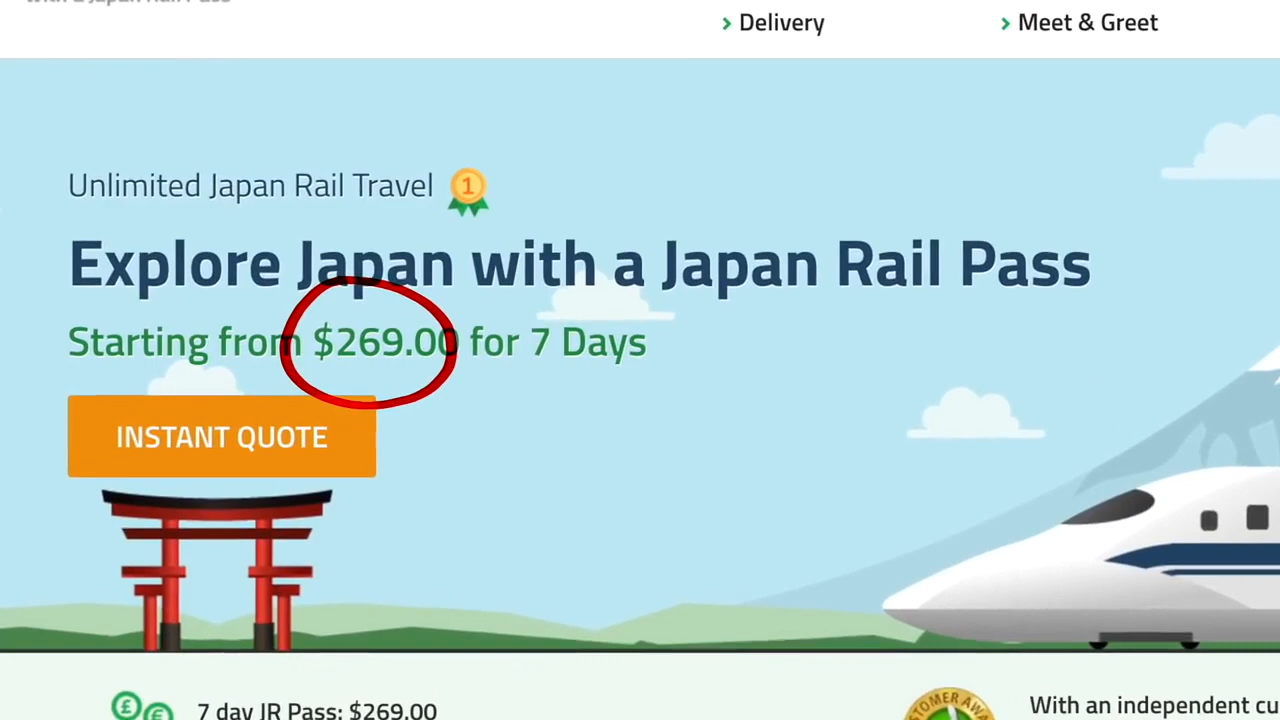 Delivery
Meet & Greet
Unlimited Japan Rail Travel
1
Explore Japan with a Japan Rail Pass
Starting from $269.00 for 7 Days
INSTANT QUOTE
7 day JR Pass: $269.00
With an independent cu